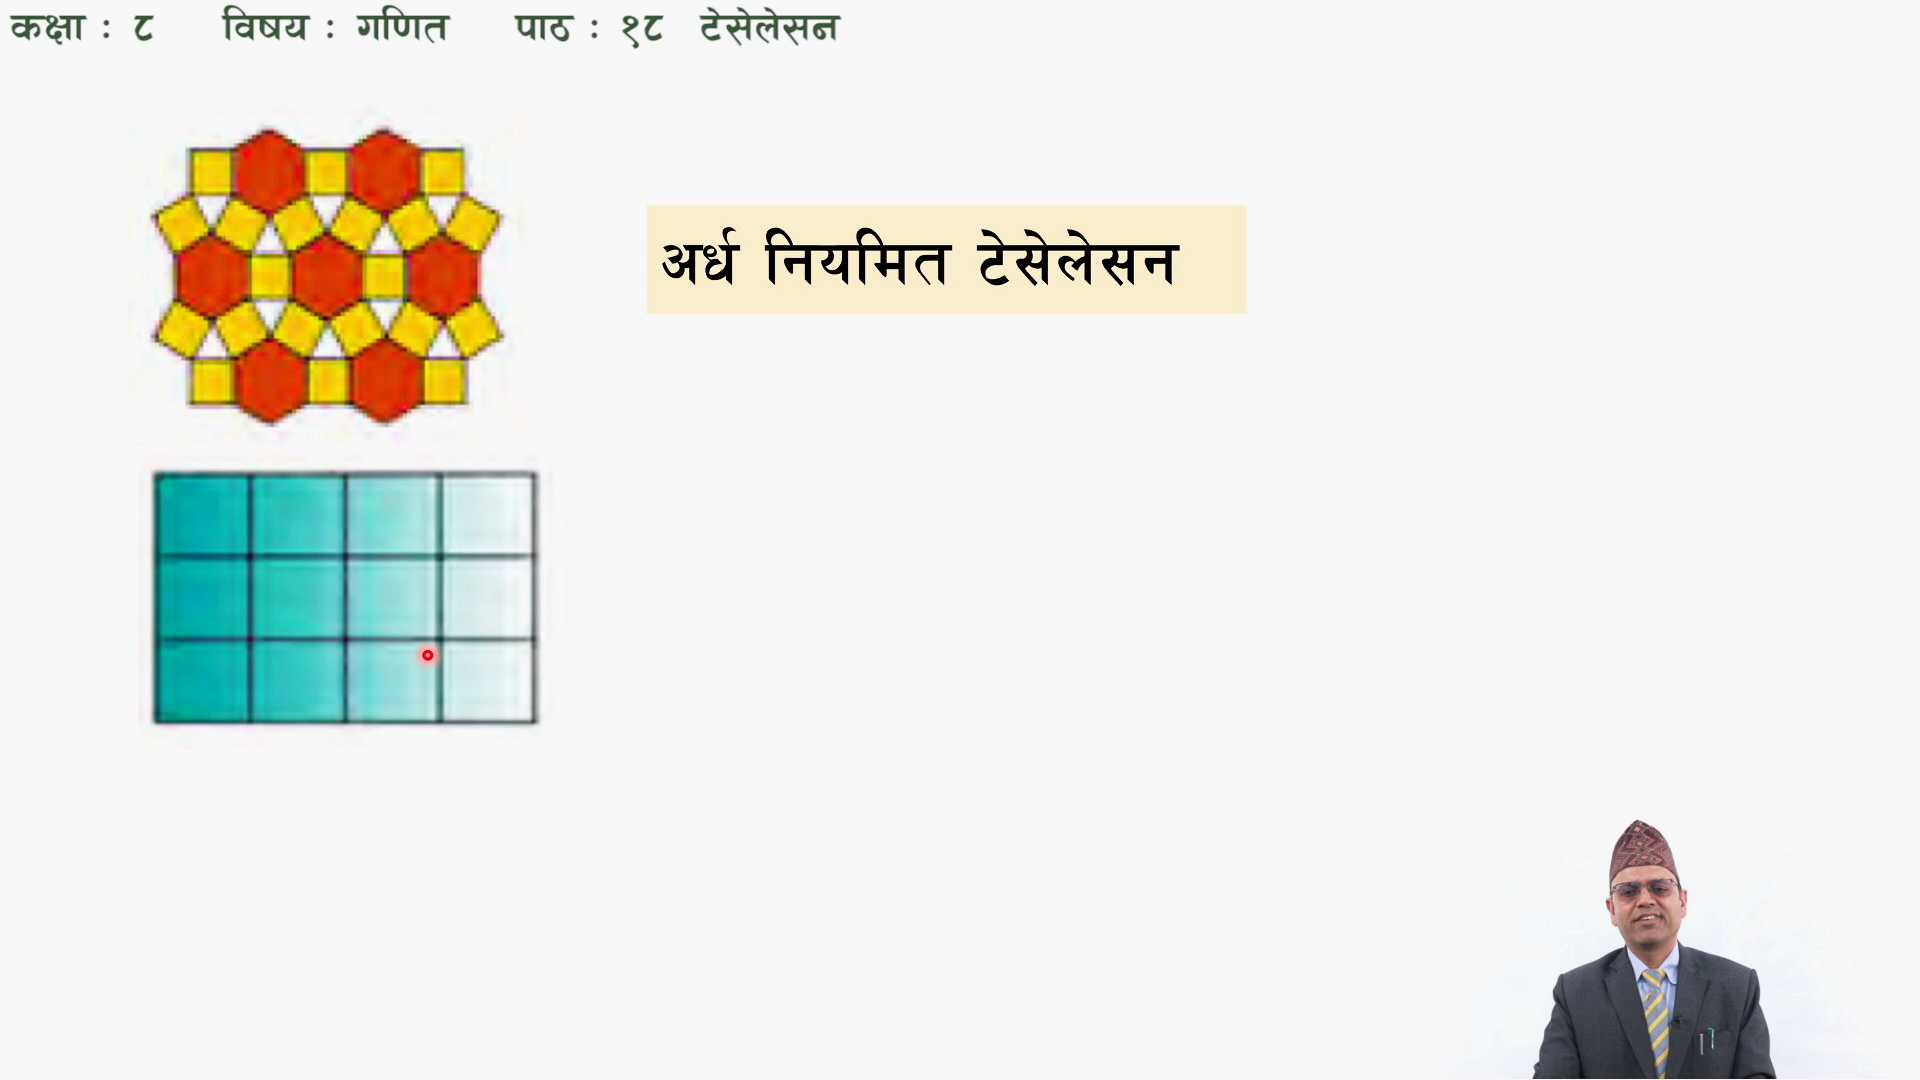 कक्षा : ८ विषय : गणित पाठ : १८ टेसेलेसन
अर्ध नियमित टेसेलेसन